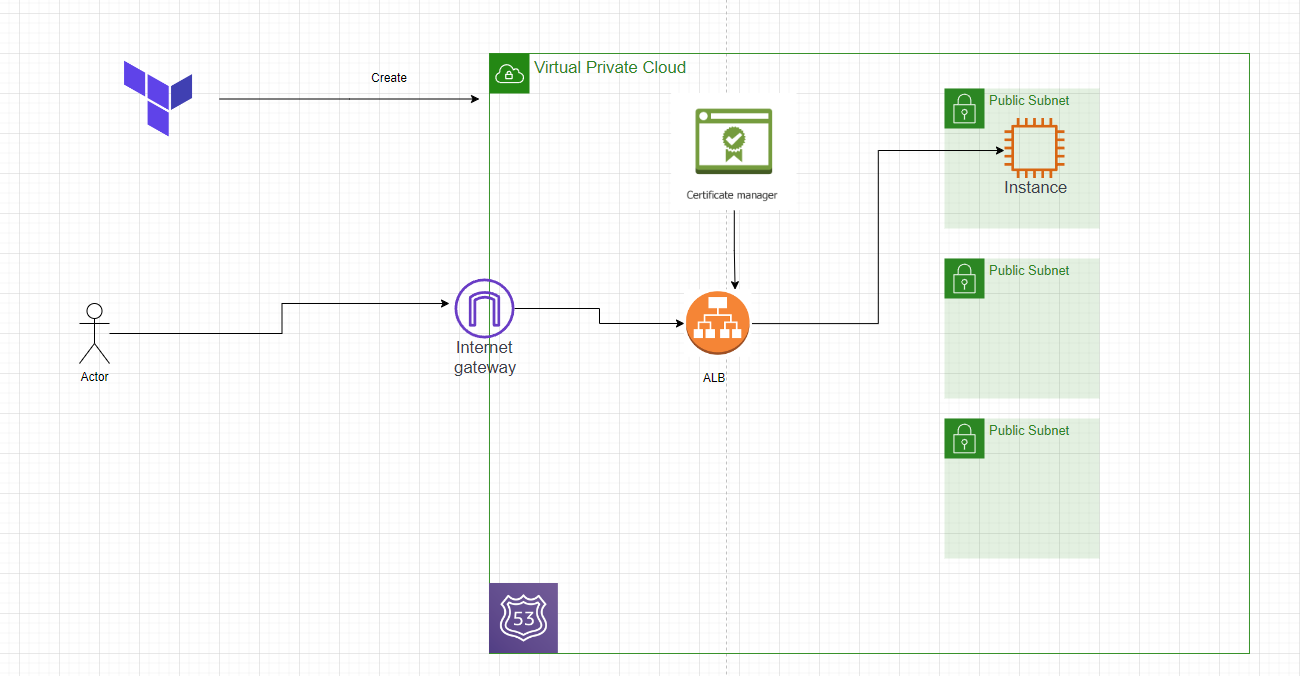 Create
Virtual Private Cloud
Public Subnet
Instance
Certificate manager
Public Subnet
Internet
gateway
Actor
ALB
Public Subnet
53